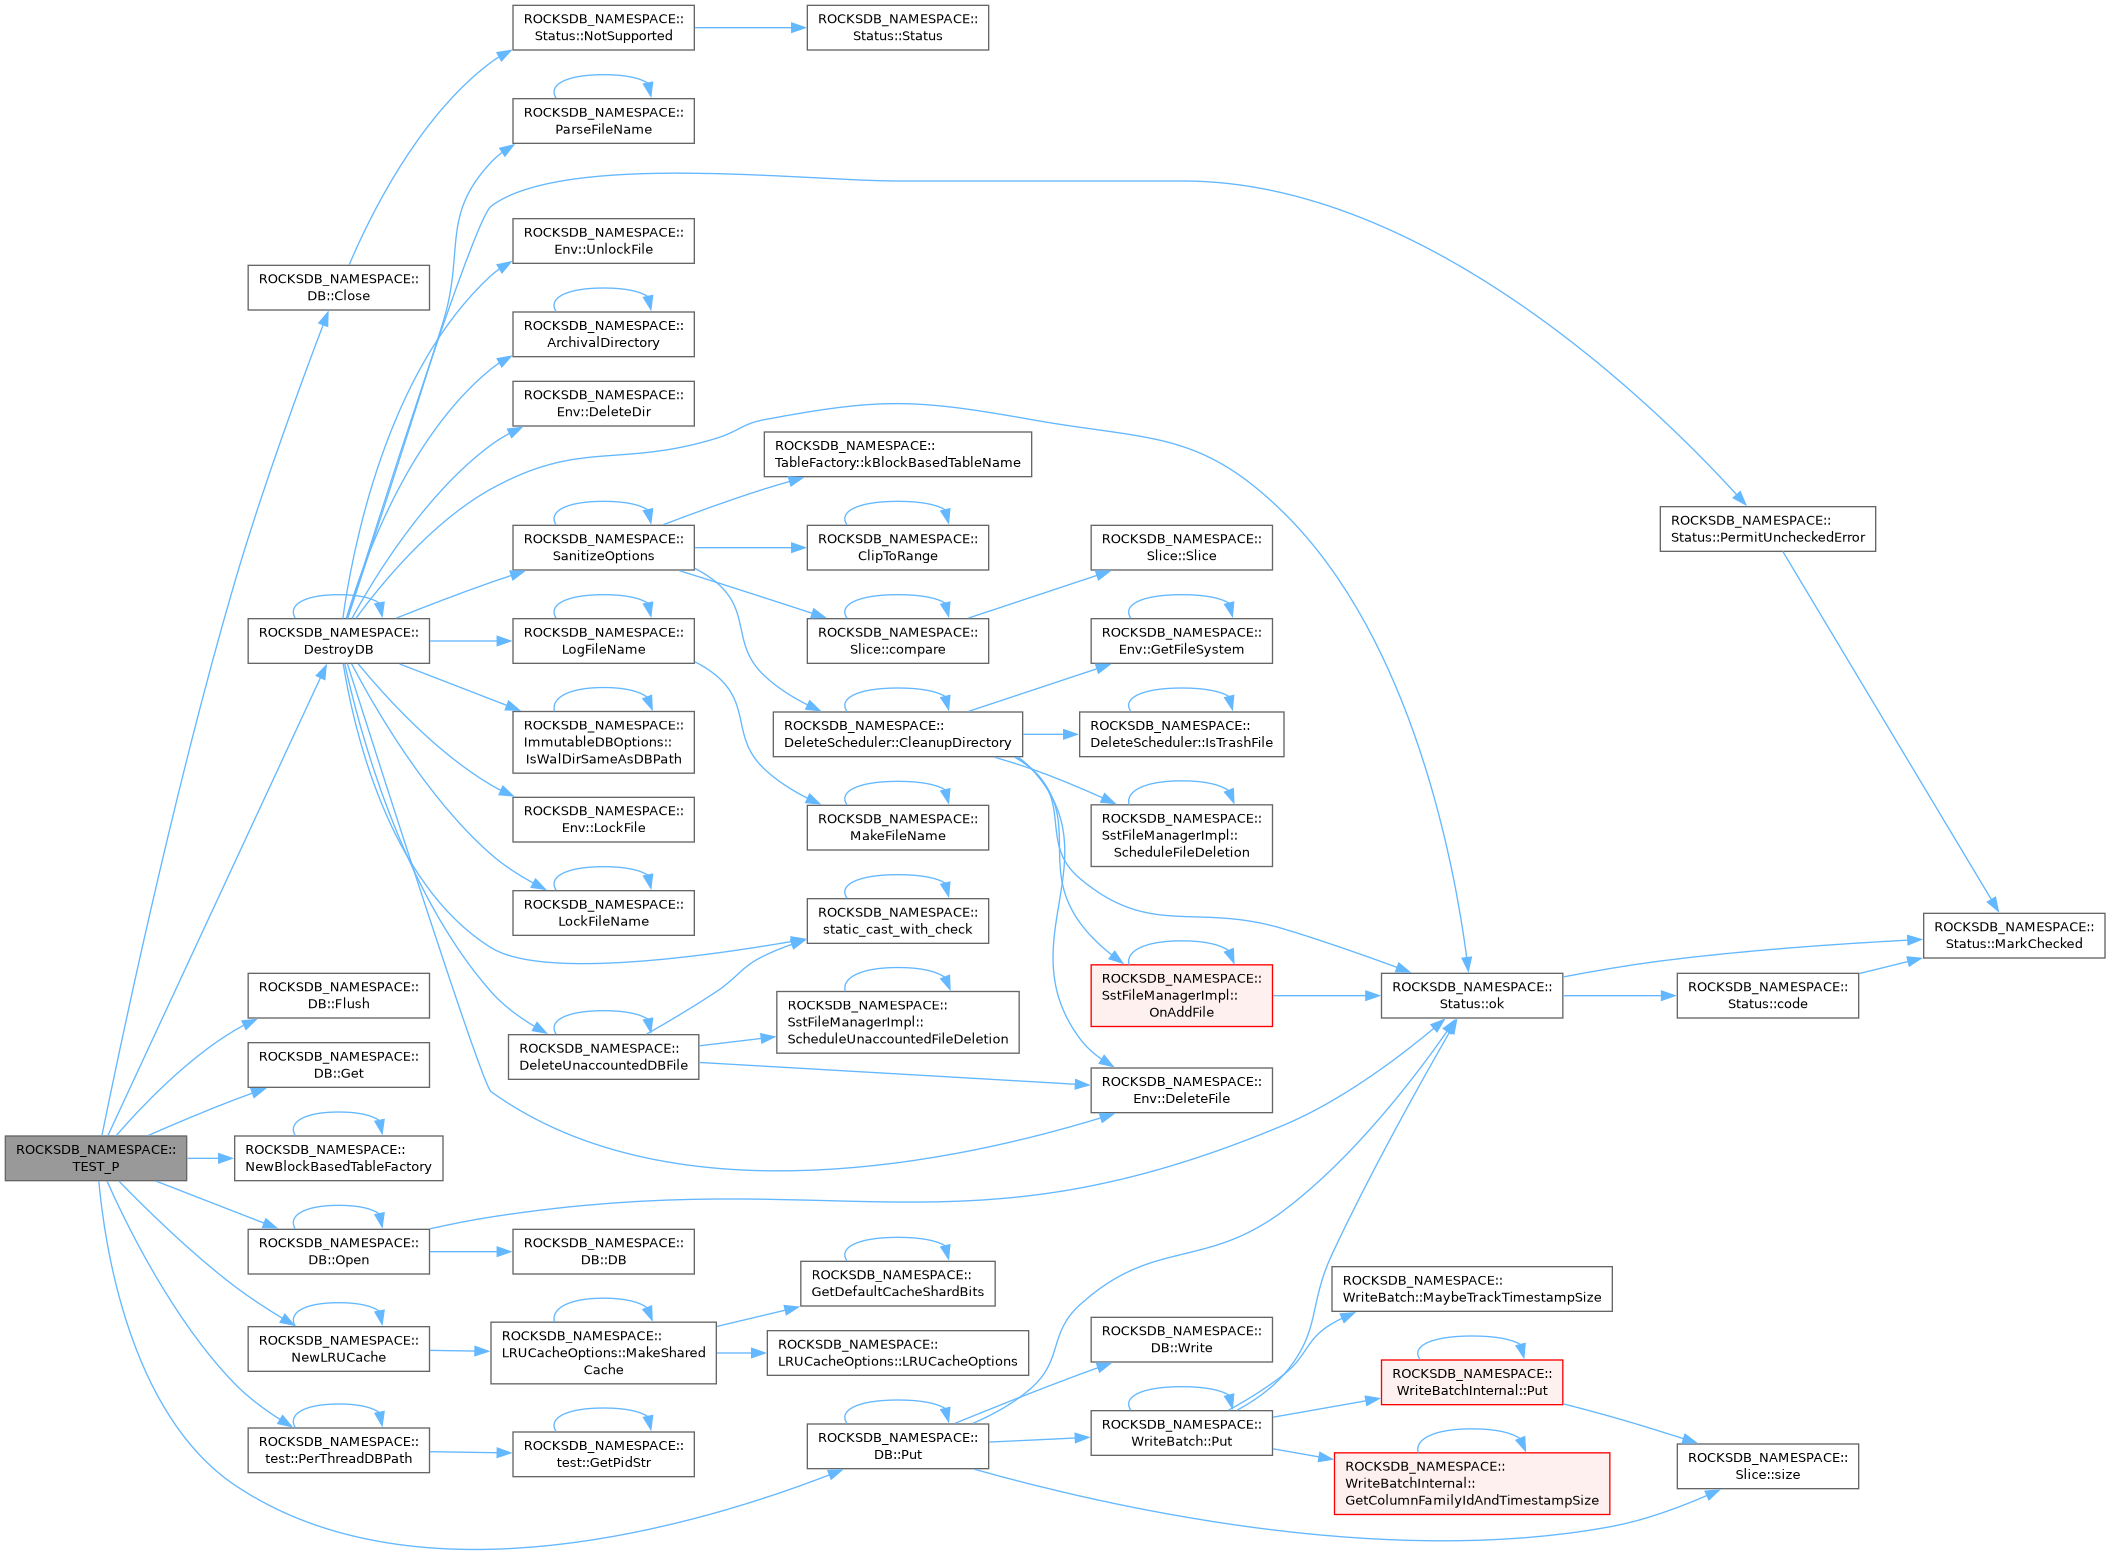 ROCKSDB_NAMESPACE::
TEST_P
ROCKSDB_NAMESPACE::
DB::Close
ROCKSDB_NAMESPACE::
Status::NotSupported
ROCKSDB_NAMESPACE::
Status::Status
ROCKSDB_NAMESPACE::
DestroyDB
ROCKSDB_NAMESPACE::
ParseFileName
ROCKSDB_NAMESPACE::
Env::UnlockFile
ROCKSDB_NAMESPACE::
ArchivalDirectory
ROCKSDB_NAMESPACE::
Env::DeleteDir
ROCKSDB_NAMESPACE::
SanitizeOptions
ROCKSDB_NAMESPACE::
LogFileName
ROCKSDB_NAMESPACE::
ImmutableDBOptions::
IsWalDirSameAsDBPath
ROCKSDB_NAMESPACE::
Env::LockFile
ROCKSDB_NAMESPACE::
LockFileName
ROCKSDB_NAMESPACE::
DeleteUnaccountedDBFile
ROCKSDB_NAMESPACE::
TableFactory::kBlockBasedTableName
ROCKSDB_NAMESPACE::
ClipToRange
ROCKSDB_NAMESPACE::
Slice::compare
ROCKSDB_NAMESPACE::
Slice::Slice
ROCKSDB_NAMESPACE::
DeleteScheduler::CleanupDirectory
ROCKSDB_NAMESPACE::
MakeFileName
ROCKSDB_NAMESPACE::
static_cast_with_check
ROCKSDB_NAMESPACE::
SstFileManagerImpl::
ScheduleUnaccountedFileDeletion
ROCKSDB_NAMESPACE::
Env::GetFileSystem
ROCKSDB_NAMESPACE::
DeleteScheduler::IsTrashFile
ROCKSDB_NAMESPACE::
SstFileManagerImpl::
ScheduleFileDeletion
ROCKSDB_NAMESPACE::
SstFileManagerImpl::
OnAddFile
ROCKSDB_NAMESPACE::
Env::DeleteFile
ROCKSDB_NAMESPACE::
Status::ok
ROCKSDB_NAMESPACE::
Status::PermitUncheckedError
ROCKSDB_NAMESPACE::
Status::code
ROCKSDB_NAMESPACE::
Status::MarkChecked
ROCKSDB_NAMESPACE::
DB::Flush
ROCKSDB_NAMESPACE::
DB::Get
ROCKSDB_NAMESPACE::
NewBlockBasedTableFactory
ROCKSDB_NAMESPACE::
DB::Open
ROCKSDB_NAMESPACE::
DB::DB
ROCKSDB_NAMESPACE::
NewLRUCache
ROCKSDB_NAMESPACE::
LRUCacheOptions::MakeShared
Cache
ROCKSDB_NAMESPACE::
GetDefaultCacheShardBits
ROCKSDB_NAMESPACE::
LRUCacheOptions::LRUCacheOptions
ROCKSDB_NAMESPACE::
test::PerThreadDBPath
ROCKSDB_NAMESPACE::
test::GetPidStr
ROCKSDB_NAMESPACE::
DB::Put
ROCKSDB_NAMESPACE::
DB::Write
ROCKSDB_NAMESPACE::
WriteBatch::Put
ROCKSDB_NAMESPACE::
WriteBatch::MaybeTrackTimestampSize
ROCKSDB_NAMESPACE::
WriteBatchInternal::Put
ROCKSDB_NAMESPACE::
WriteBatchInternal::
GetColumnFamilyIdAndTimestampSize
ROCKSDB_NAMESPACE::
Slice::size